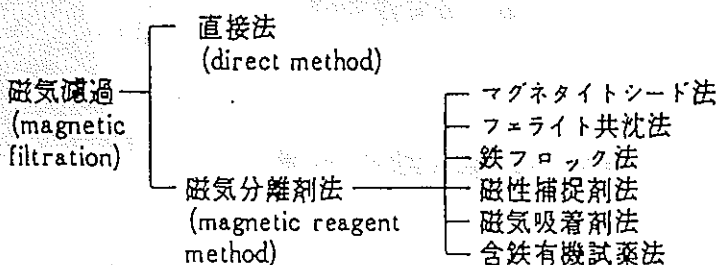 直接法
(direct method)
磁気濾過
(magnetic
filtration)
磁気分離剤法
(magnetic reagent
method)
マグネタイトシード法
フェライト共沈法
鉄フロック法
磁性捕捉剤法
磁気吸着剤法
含鉄有機試薬法